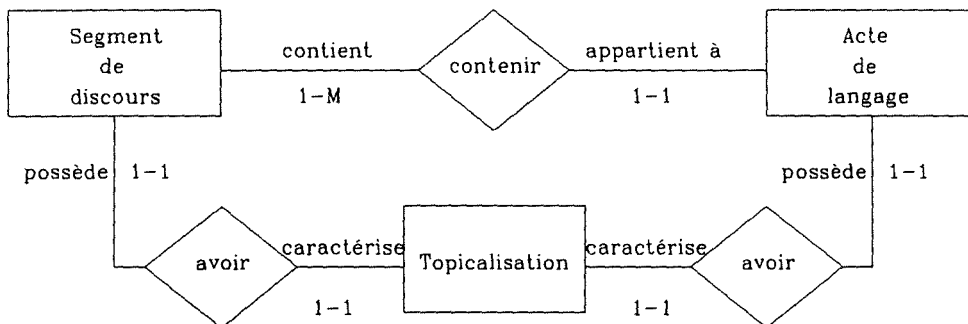 Segment
de
discours
contient
1-M
contenir
appartient à
1-1
Acte
de
langage
possède 1-1
possède 1-1
avoir
caractérise
1-1
Topicalisation
caractérise
1-1
avoir